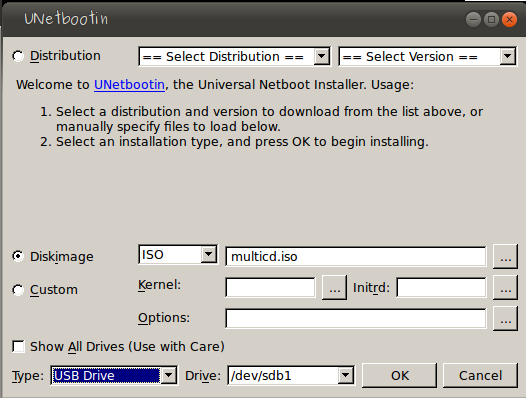 UNetbootin
Distribution == Select Distribution == == Select Version ==
Welcome to UNetbootin, the Universal Netboot Installer. Usage:
1. Select a distribution and version to download from the list above, or
manually specify files to load below.
2. Select an installation type, and press OK to begin installing.
Diskimage ISO multicd.iso ...
Custom Kernel: ... Initrd: ...
Options: ...
Show All Drives (Use with Care)
Type: USB Drive Drive: /dev/sdb1 OK Cancel